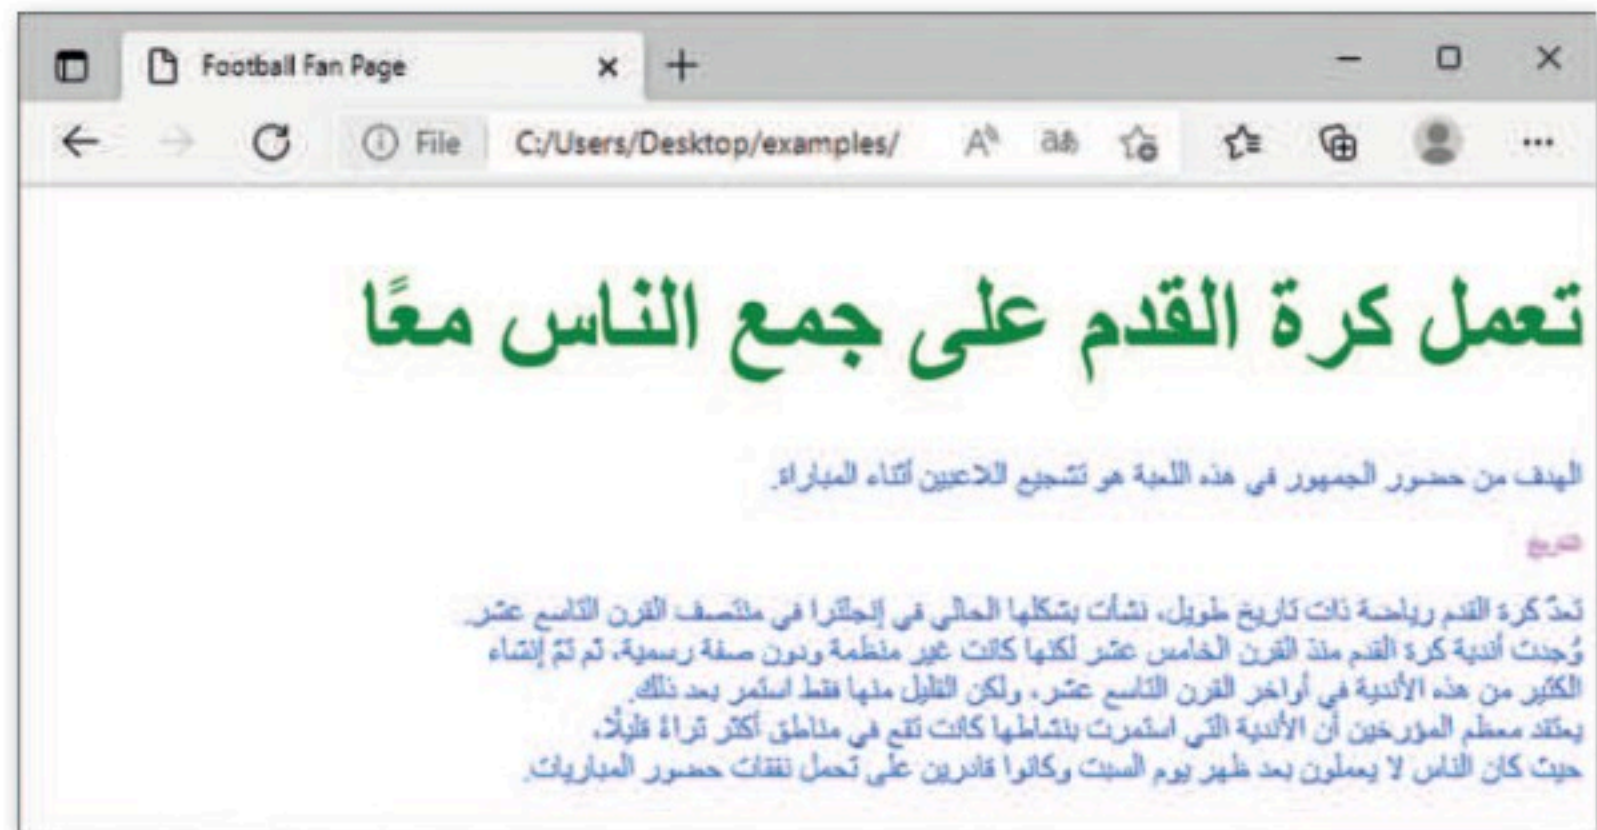 Football Fan Page
File C:/Users/Desktop/examples/
تعمل كرة القدم على جمع الناس معًا
الهدف من حضور الجمهور في هذه اللعبة هو تشجيع اللاعبين أثناء المباراة.
التاريخ
تعدّ كرة القدم رياضة ذات تاريخ طويل، نشأت بشكلها الحالي في إنجلترا في منتصف القرن التاسع عشر.
وُجدت أندية كرة القدم منذ القرن الخامس عشر لكنها كانت غير منظمة ودون صفة رسمية، ثم تمّ إنشاء
الكثير من هذه الأندية في أواخر القرن التاسع عشر، ولكن القليل منها فقط استمر بعد ذلك.
يعتقد معظم المؤرخين أن الأندية التي استمرت بنشاطها كانت تقع في مناطق أكثر ثراءً قليلًا،
حيث كان الناس لا يعملون بعد ظهر يوم السبت وكانوا قادرين على تحمل نفقات حضور المباريات.